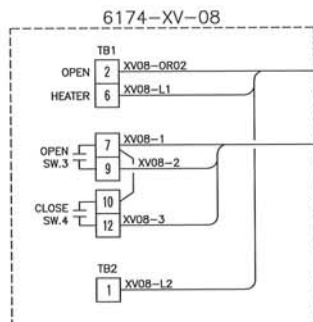 6174-XV-08
TB1
OPEN 2 XV08-OR02
HEATER 6 XV08-L1
OPEN SW.3
7 XV08-1
9 XV08-2
CLOSE SW.4
10
12 XV08-3
TB2
1 XV08-L2